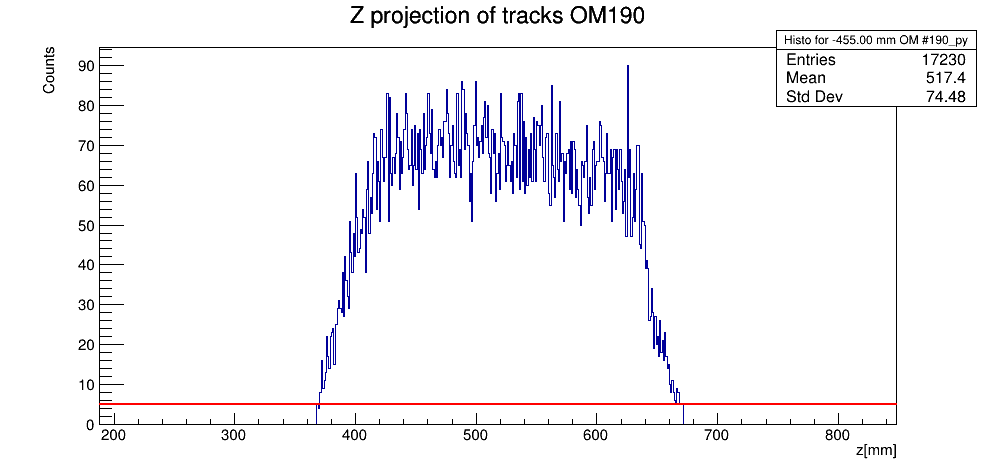 Z projection of tracks OM190
Histo for -455.00 mm OM #190_py
Entries 17230
Mean 517.4
Std Dev 74.48
Counts
90
80
70
60
50
40
30
20
10
0
200 300 400 500 600 700 800
z[mm]